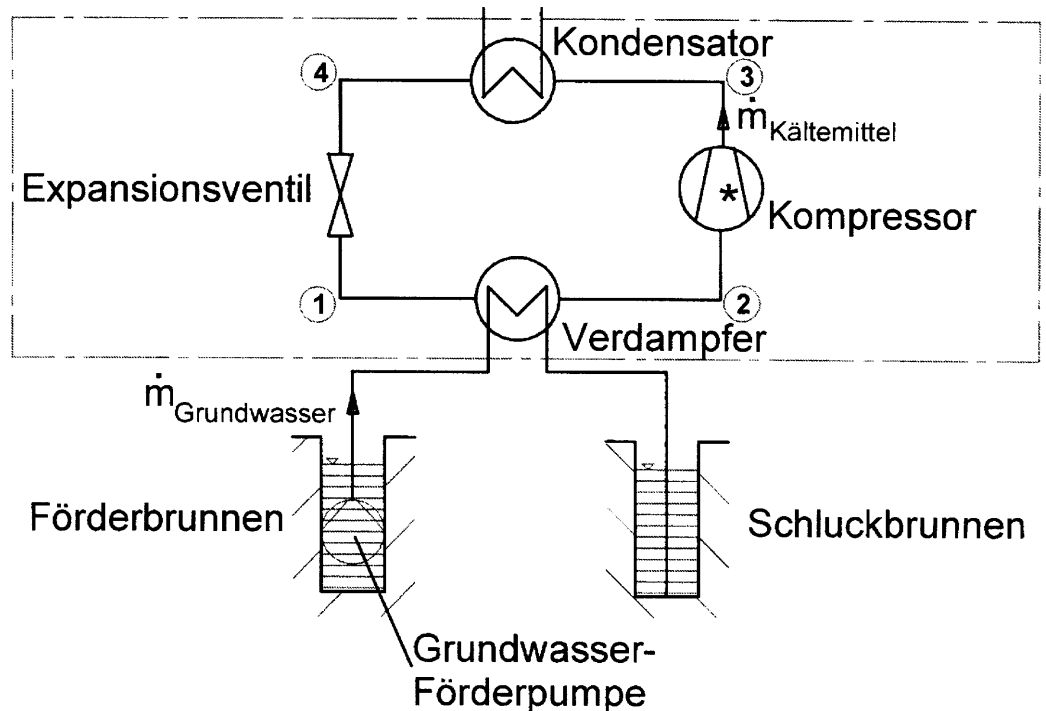 Kondensator
4
3
ṁKältemittel
Expansionsventil
*
Kompressor
1
2
Verdampfer
ṁGrundwasser
Förderbrunnen
Schluckbrunnen
Grundwasser-
Förderpumpe